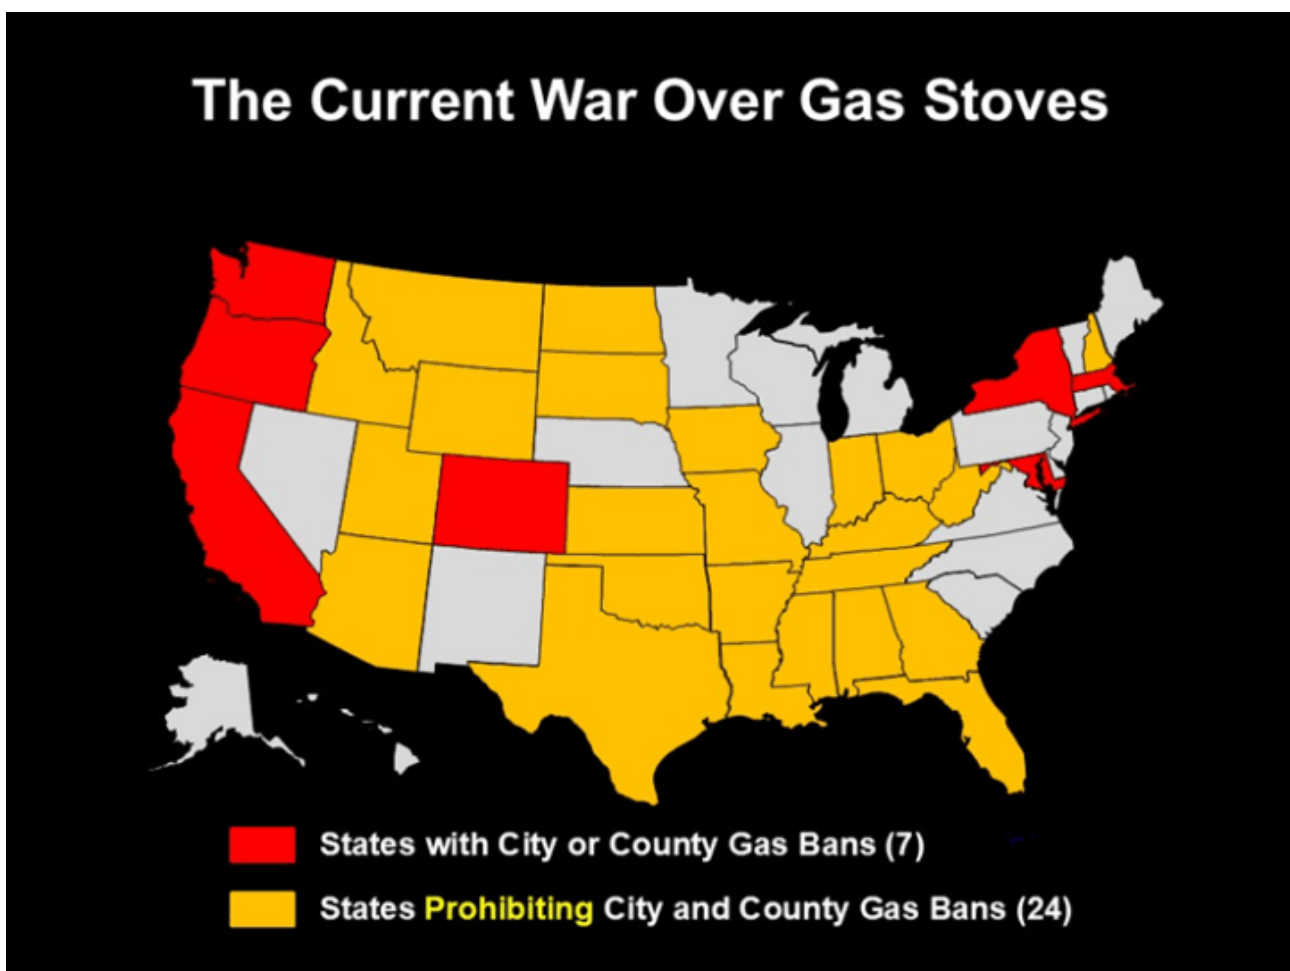 The Current War Over Gas Stoves
States with City or County Gas Bans (7)
States Prohibiting City and County Gas Bans (24)